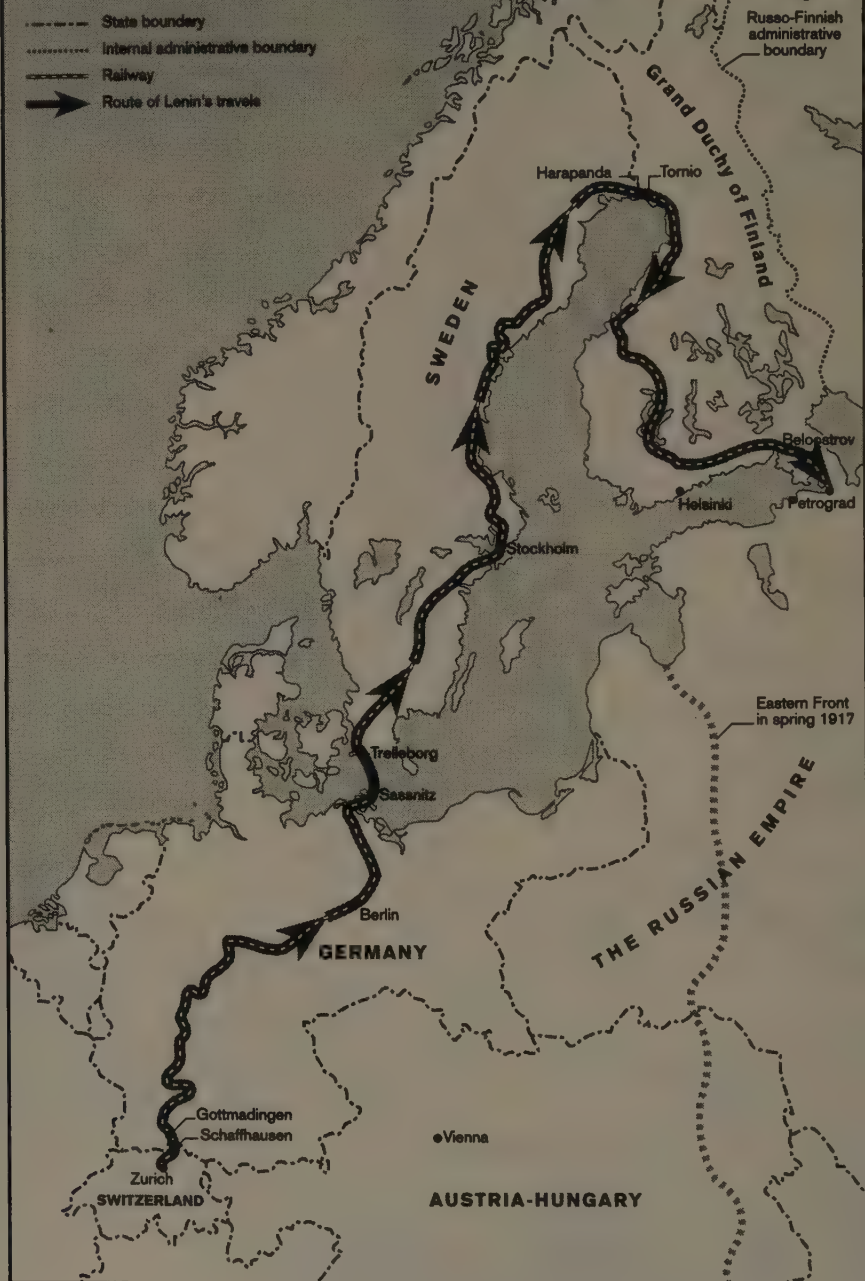 State boundary
Internal administrative boundary
Railway
Route of Lenin's travels
Russo-Finnish
administrative
boundary
Grand Duchy of Finland
Harapanda
Tornio
SWEDEN
Beloostrov
Helsinki
Petrograd
Stockholm
Eastern Front
in spring 1917
Trelleborg
Sassnitz
THE RUSSIAN EMPIRE
Berlin
GERMANY
Gottmadingen
Schaffhausen
Vienna
Zurich
SWITZERLAND
AUSTRIA-HUNGARY